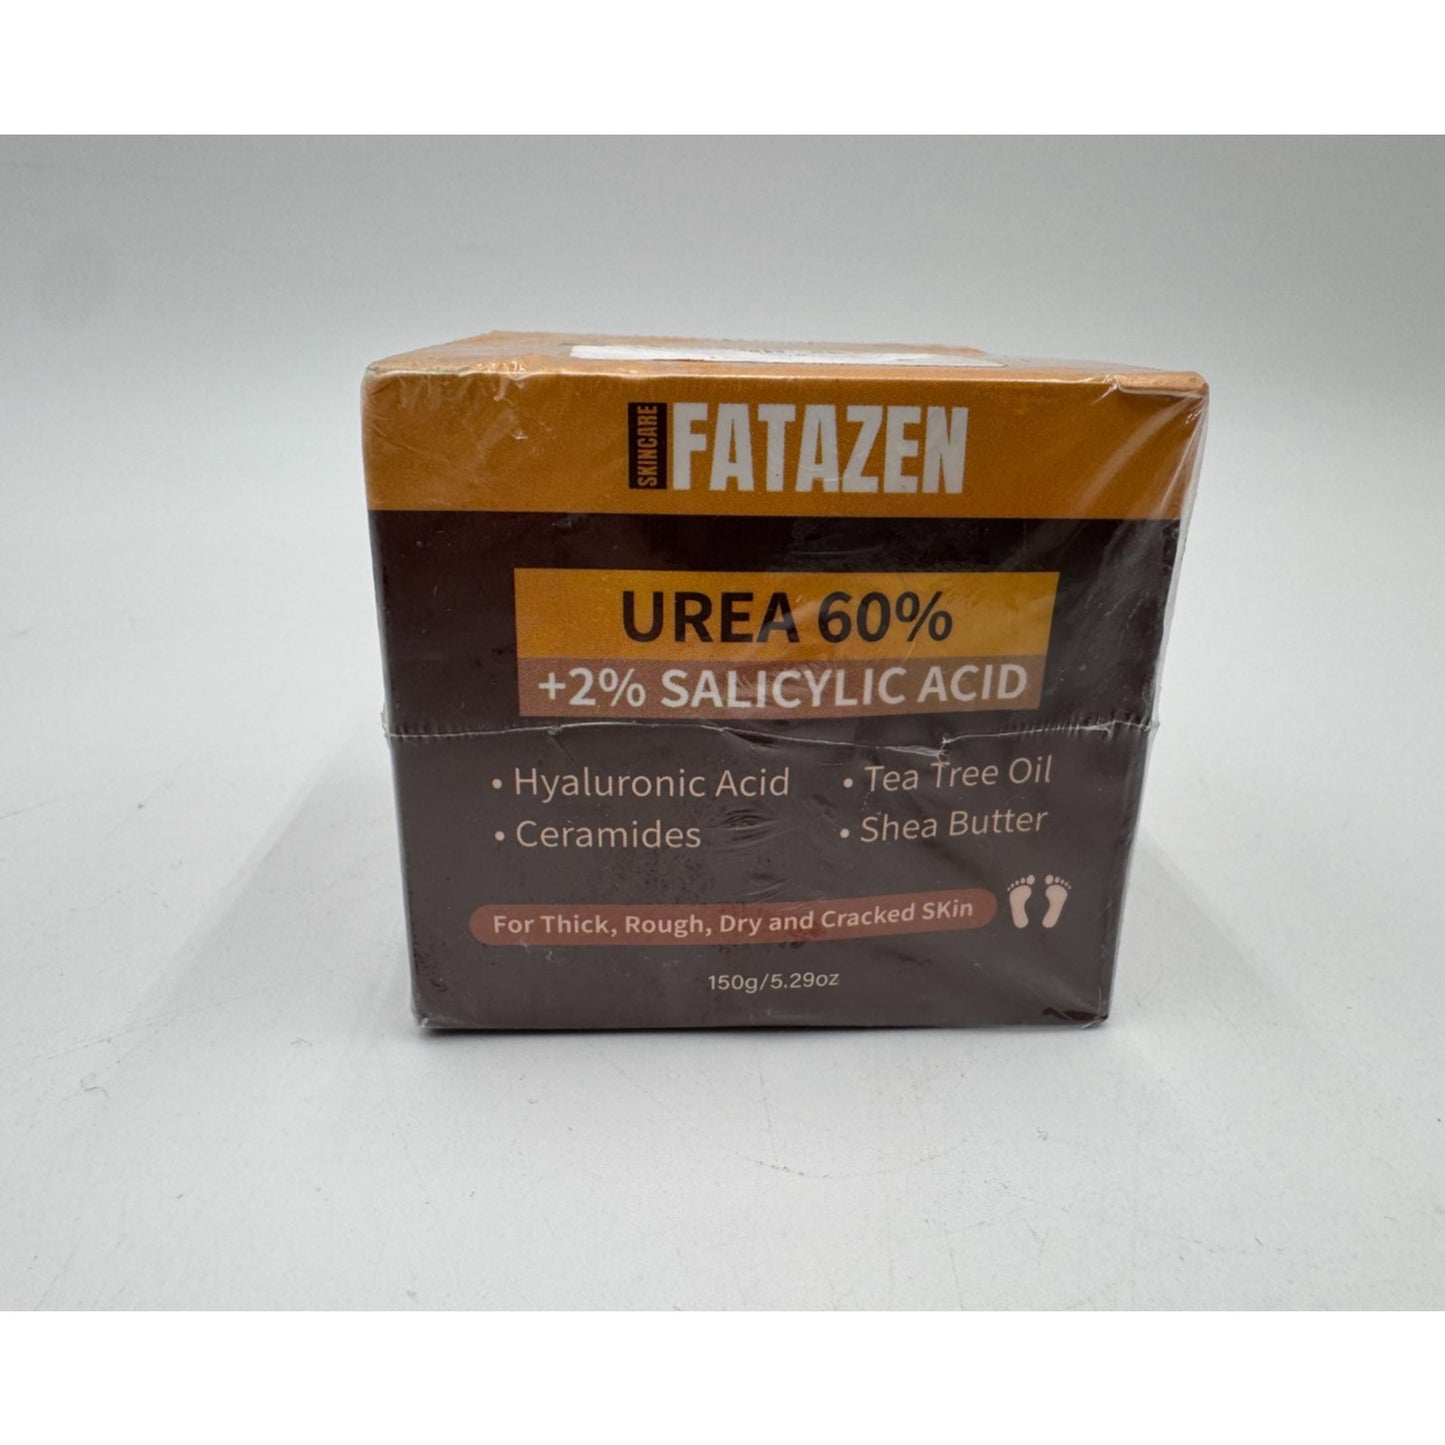 SKINCARE
FATAZEN
UREA 60%
+2% SALICYLIC ACID
• Hyaluronic Acid
• Tea Tree Oil
• Ceramides
• Shea Butter
For Thick, Rough, Dry and Cracked SKin
150g/5.29oz